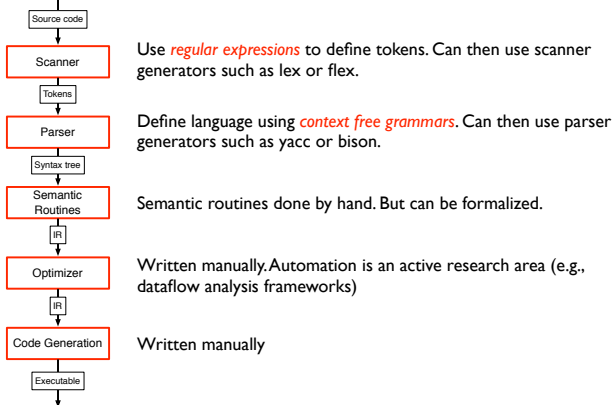 Source code
Scanner
Use regular expressions to define tokens. Can then use scanner
generators such as lex or flex.
Tokens
Parser
Define language using context free grammars. Can then use parser
generators such as yacc or bison.
Syntax tree
Semantic
Routines
Semantic routines done by hand. But can be formalized.
IR
Optimizer
Written manually. Automation is an active research area (e.g.,
dataflow analysis frameworks)
IR
Code Generation
Written manually
Executable